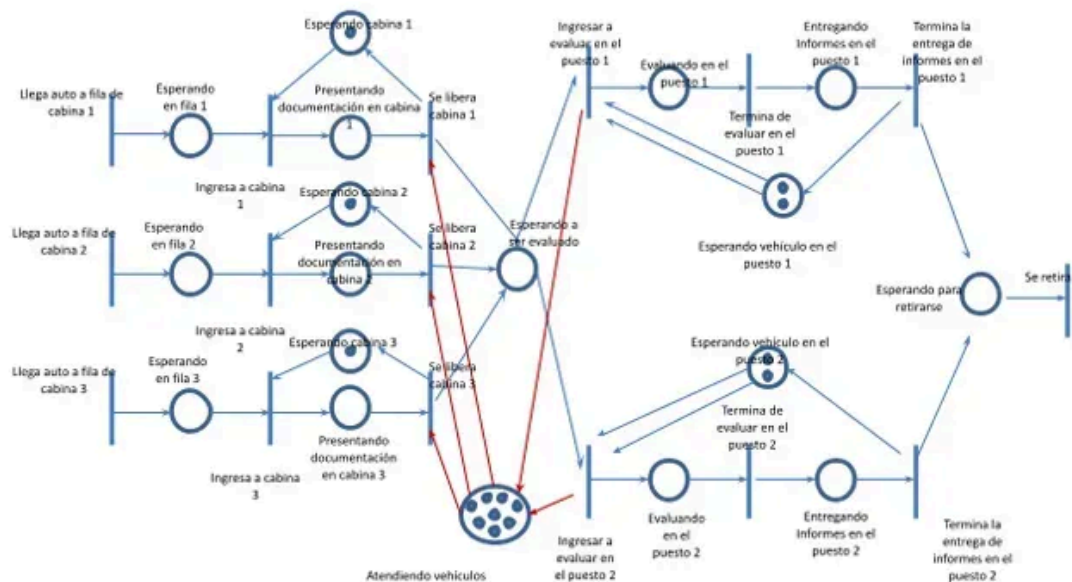 Esperando cabina 1
Llega auto a fila de
cabina 1
Esperando
en fila 1
Presentando
documentación en cabina
1
Se libera
cabina 1
Ingresa a cabina
1
Esperando cabina 2
Llega auto a fila de
cabina 2
Esperando
en fila 2
Presentando
documentación en
cabina 2
Se libera
cabina 2
Ingresa a cabina
2
Esperando cabina 3
Llega auto a fila de
cabina 3
Esperando
en fila 3
Presentando
documentación
en cabina 3
Se libera
cabina 3
Ingresa a cabina
3
Esperando a
ser evaluado
Atendiendo vehículos
Ingresar a
evaluar en el
puesto 1
Evaluando en el
puesto 1
Entregando
Informes en el
puesto 1
Termina la
entrega de
informes en el
puesto 1
Termina de
evaluar en el
puesto 1
Esperando vehículo en el
puesto 1
Esperando para
retirarse
Se retira
Esperando vehículo en el
puesto 2
Termina de
evaluar en el
puesto 2
Ingresar a
evaluar en
el puesto 2
Evaluando
en el
puesto 2
Entregando
Informes en el
puesto 2
Termina la
entrega de
informes en el
puesto 2